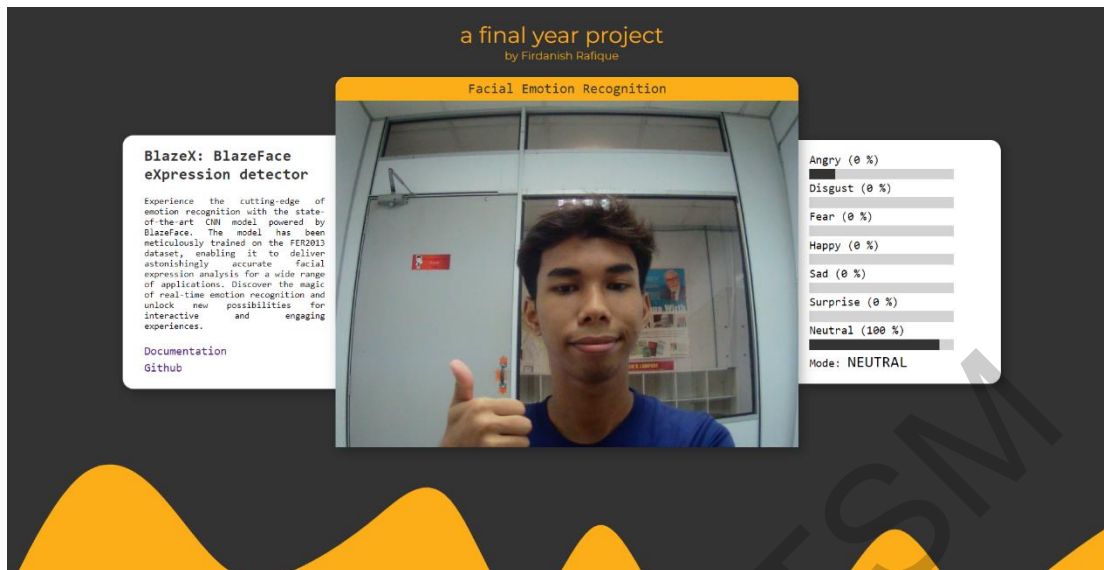 a final year project
by Firdanish Rafique
Facial Emotion Recognition
BlazeX: BlazeFace
eXpression detector
Experience the cutting-edge of
emotion recognition with the state-
of-the-art CNN model powered by
BlazeFace. The model has been
meticulously trained on the FER2013
dataset, enabling it to deliver
astonishingly accurate facial
expression analysis for a wide range
of applications. Discover the magic
of real-time emotion recognition and
unlock new possibilities for
interactive and engaging
experiences.
Documentation
Github
Angry (0 %)
Disgust (0 %)
Fear (0 %)
Happy (0 %)
Sad (0 %)
Surprise (0 %)
Neutral (100 %)
Mode: NEUTRAL